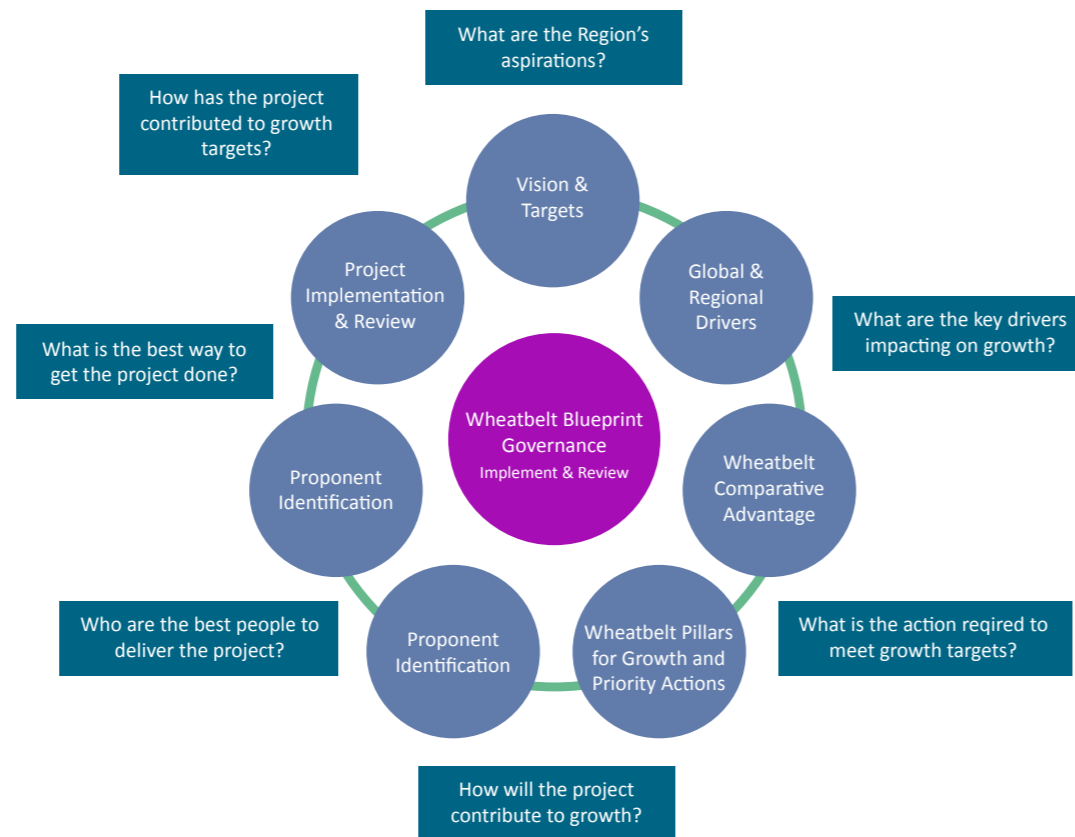 What are the Region’s
aspirations?
How has the project
contributed to growth
targets?
Vision &
Targets
Project
Implementation
& Review
Global &
Regional
Drivers
What are the key drivers
impacting on growth?
What is the best way to
get the project done?
Wheatbelt Blueprint
Governance
Implement & Review
Wheatbelt
Comparative
Advantage
Proponent
Identification
Who are the best people to
deliver the project?
Proponent
Identification
Wheatbelt Pillars
for Growth and
Priority Actions
What is the action reqired to
meet growth targets?
How will the project
contribute to growth?